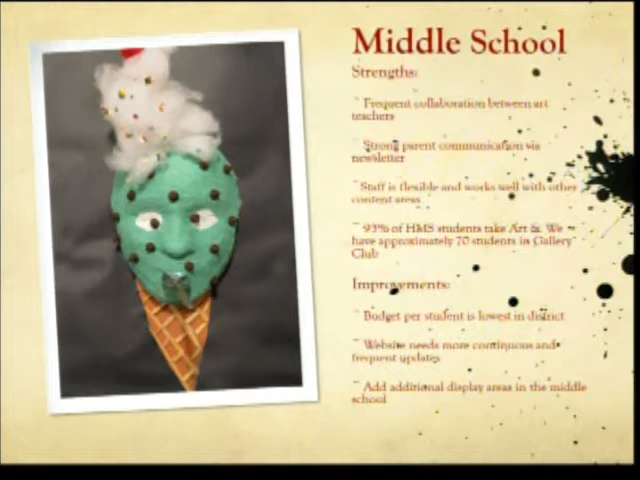 Middle School
Strengths:
~ Frequent collaboration between art
teachers
~ Strong parent communication via
newsletter
~Staff is flexible and works well with other
content areas
~ 93% of HMS students take Art &. We
have approximately 70 students in Gallery
Club
Improvements:
~ Budget per student is lowest in district
~ Website needs more continuous and
frequent updates
~ Add additional display areas in the middle
school